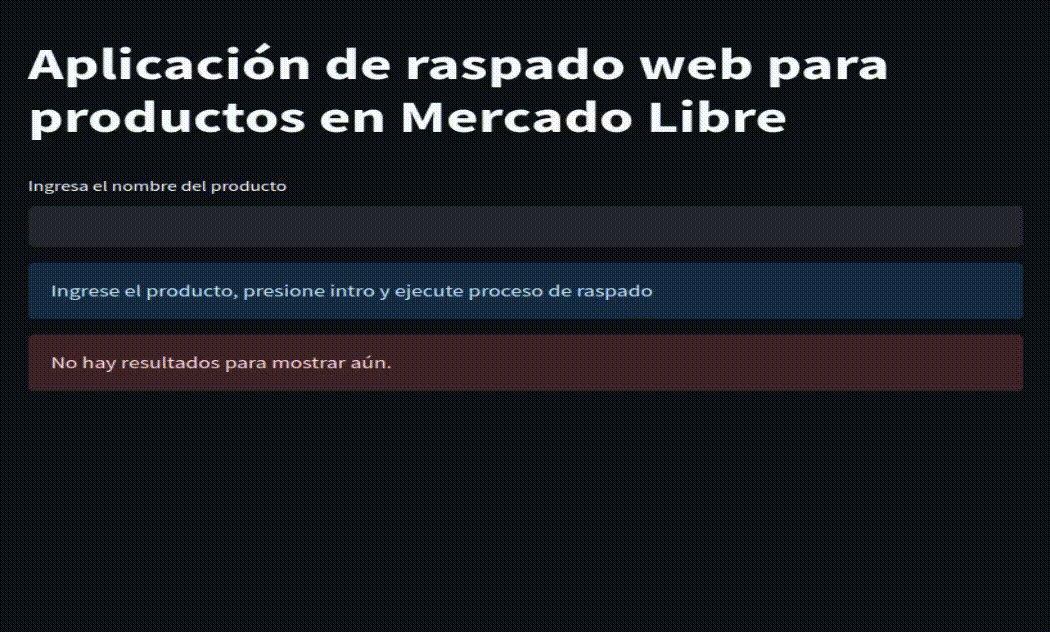 Aplicación de raspado web para
productos en Mercado Libre
Ingresa el nombre del producto
Ingrese el producto, presione intro y ejecute proceso de raspado
No hay resultados para mostrar aún.